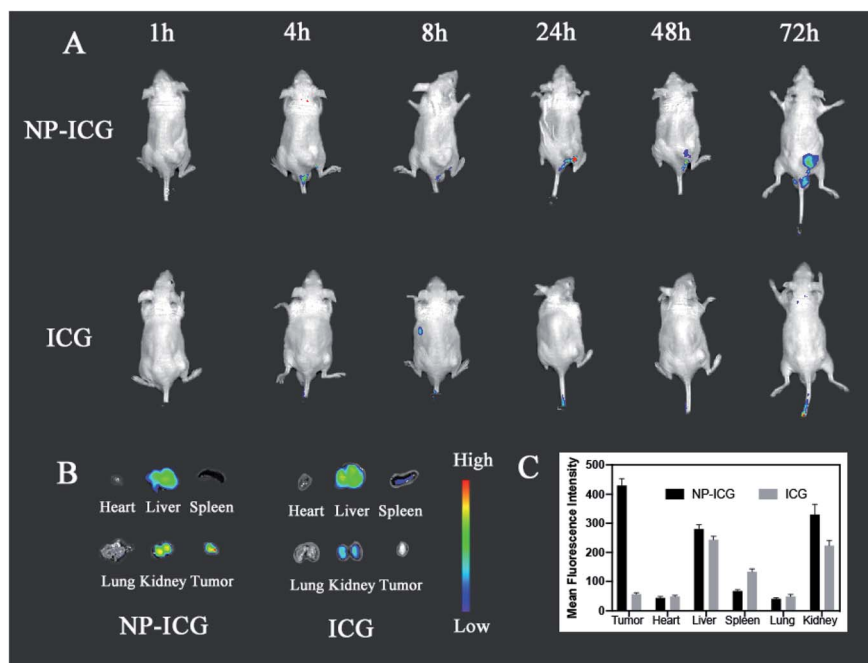 A
1h 4h 8h 24h 48h 72h
NP-ICG
ICG
B
Heart Liver Spleen
Lung Kidney Tumor
NP-ICG
Heart Liver Spleen
Lung Kidney Tumor
ICG
High
Low
C
Mean Fluorescence Intensity
500
400
300
200
100
0
NP-ICG ICG
Tumor Heart Liver Spleen Lung Kidney